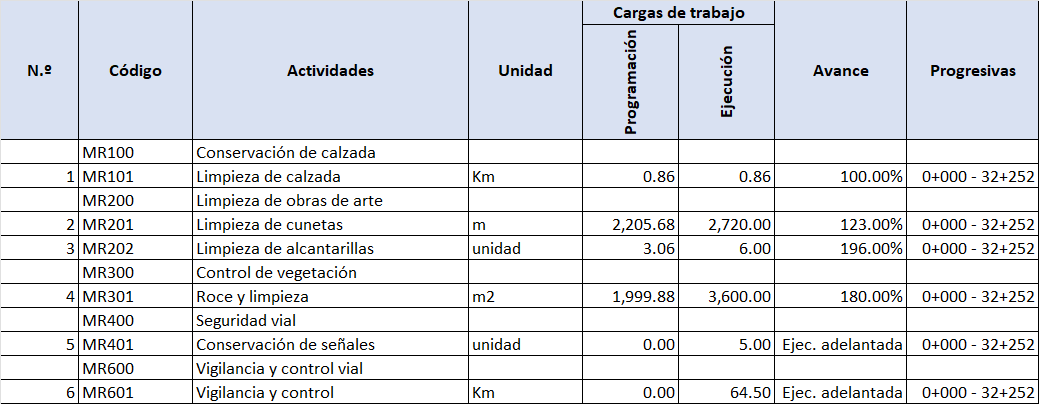 Cargas de trabajo
N.º Código Actividades Unidad Programación Ejecución Avance Progresivas
MR100 Conservación de calzada
1 MR101 Limpieza de calzada Km 0.86 0.86 100.00% 0+000 - 32+252
MR200 Limpieza de obras de arte
2 MR201 Limpieza de cunetas m 2,205.68 2,720.00 123.00% 0+000 - 32+252
3 MR202 Limpieza de alcantarillas unidad 3.06 6.00 196.00% 0+000 - 32+252
MR300 Control de vegetación
4 MR301 Roce y limpieza m2 1,999.88 3,600.00 180.00% 0+000 - 32+252
MR400 Seguridad vial
5 MR401 Conservación de señales unidad 0.00 5.00 Ejec. adelantada 0+000 - 32+252
MR600 Vigilancia y control vial
6 MR601 Vigilancia y control Km 0.00 64.50 Ejec. adelantada 0+000 - 32+252